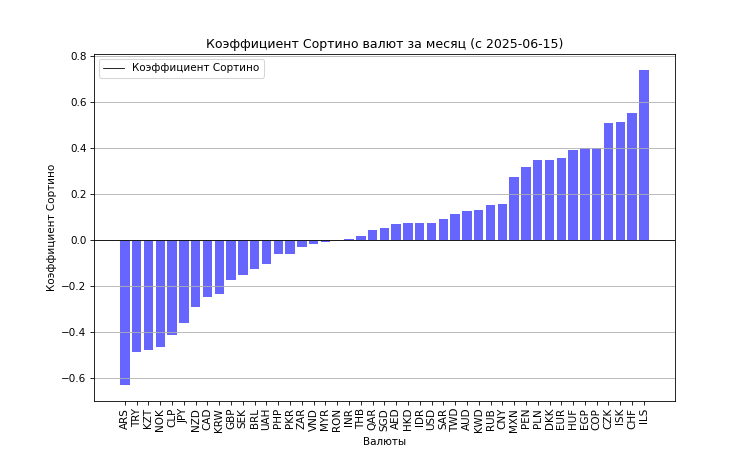 Коэффициент Сортино валют за месяц (с 2025-06-15)
Коэффициент Сортино
Коэффициент Сортино
0.8
0.6
0.4
0.2
0.0
−0.2
−0.4
−0.6
ARS TRY KZT NOK CLP JPY NZD CAD KRW GBP SEK BRL UAH PHP PKR ZAR VND MYR RON INR THB QAR SGD AED HKD IDR USD SAR TWD AUD KWD RUB CNY MXN PEN PLN DKK EUR HUF EGP COP CZK ISK CHF ILS
Валюты